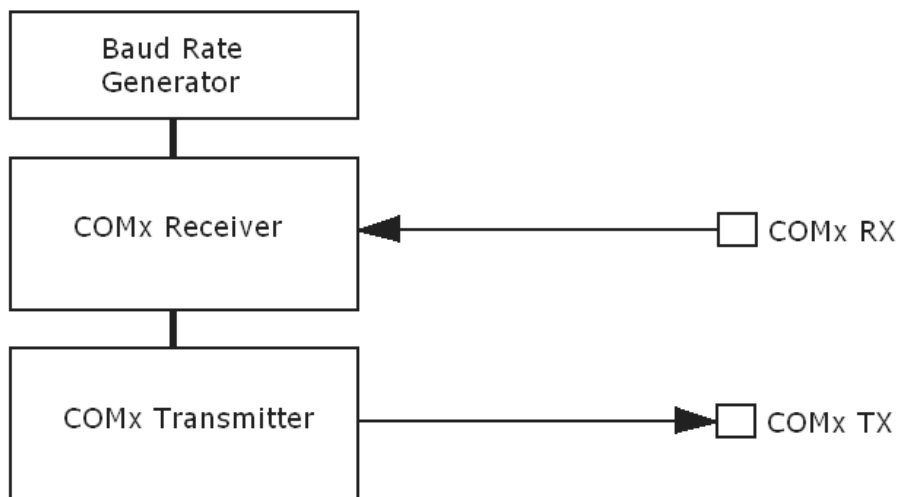 Baud Rate
Generator
COMx Receiver
COMx RX
COMx Transmitter
COMx TX